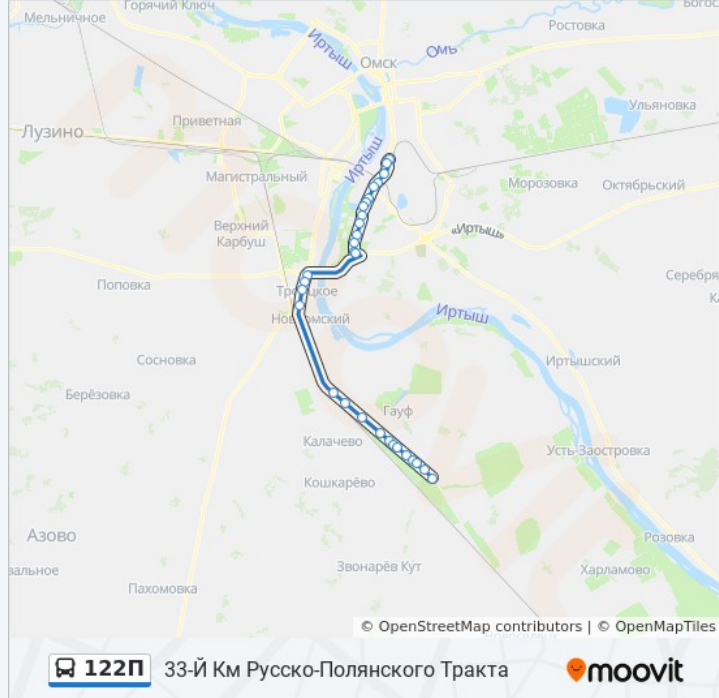 Мельничное
Горячий Ключ
Ростовка
Иртыш
Омь
Омск
Ульяновка
Лузино
Приветная
Иртыш
Магистральный
Морозовка
Октябрьский
Верхний
Карбуш
«Иртыш»
Поповка
Серебря
Троицкое
Новоомский
Иртыш
Сосновка
Иртышский
Берёзовка
Гауф
Калачево
Усть-Заостровка
Кошкарёво
Азово
Розовка
Звонарёв Кут
Харламово
Пахомовка
© OpenStreetMap contributors | © OpenMapTiles
122П 33-Й Км Русско-Полянского Тракта moovit